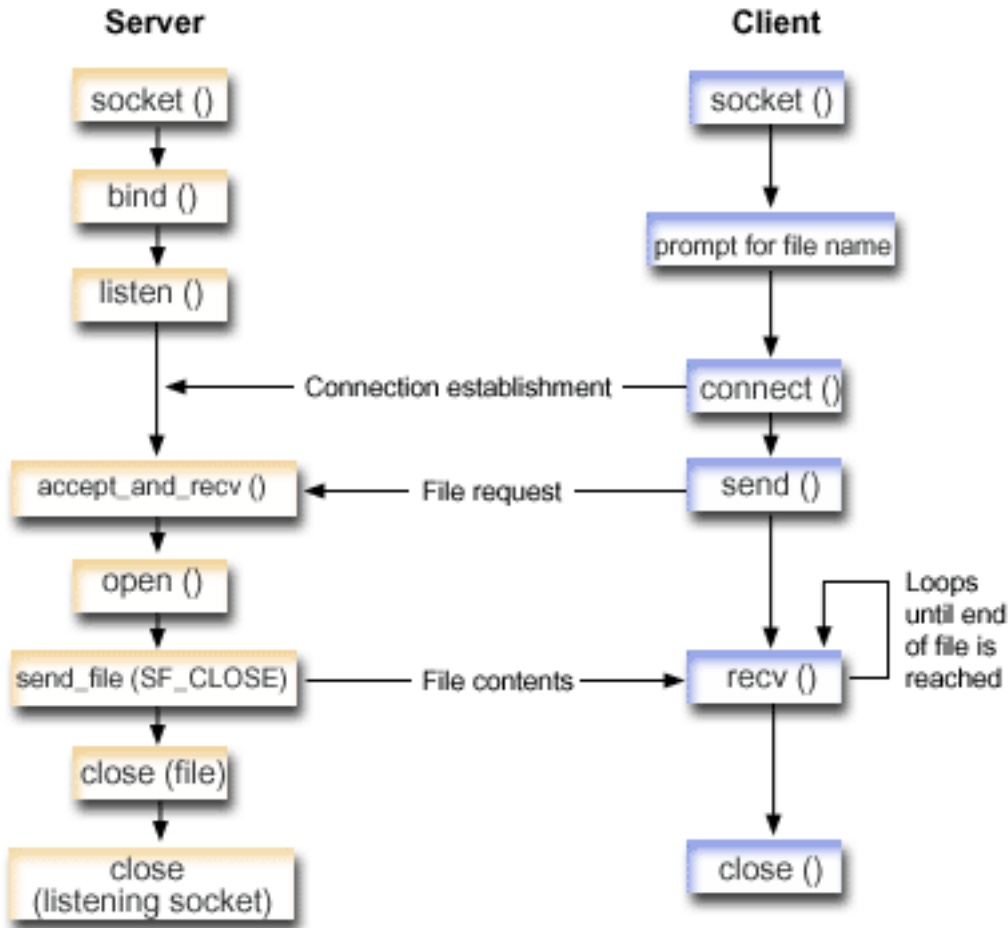 Server
Client
socket ()
socket ()
bind ()
prompt for file name
listen ()
Connection establishment
connect ()
accept_and_recv ()
File request
send ()
open ()
Loops
until end
of file is
reached
send_file (SF_CLOSE)
File contents
recv ()
close (file)
close
(listening socket)
close ()